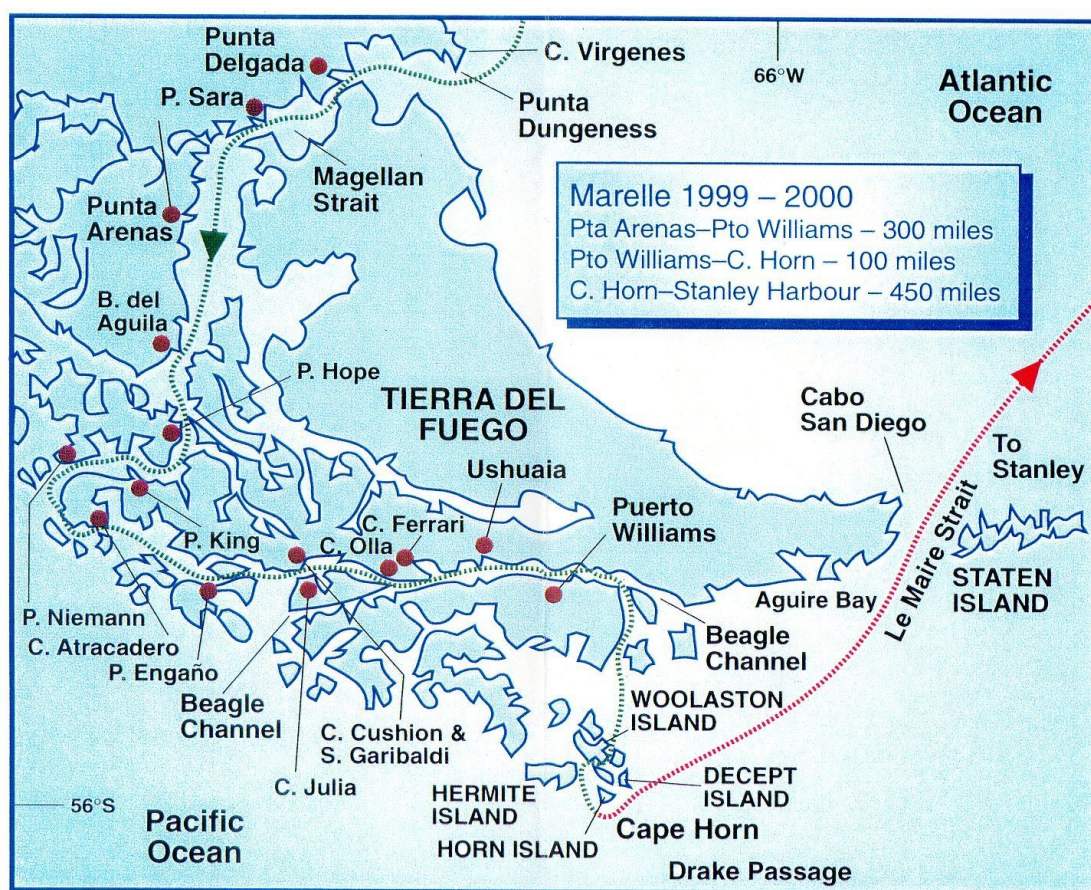 Punta
Delgada
C. Virgenes
66°W
Atlantic
Ocean
P. Sara
Punta
Dungeness
Magellan
Strait
Punta
Arenas
Marelle 1999 – 2000
Pta Arenas–Pto Williams – 300 miles
Pto Williams–C. Horn – 100 miles
C. Horn–Stanley Harbour – 450 miles
B. del
Aguila
P. Hope
TIERRA DEL
FUEGO
Cabo
San Diego
To
Stanley
Ushuaia
Puerto
Williams
C. Ferrari
C. Olla
P. King
Le Maire Strait
STATEN
ISLAND
Aguire Bay
P. Niemann
C. Atracadero
P. Engaño
Beagle
Channel
Beagle
Channel
C. Cushion &
S. Garibaldi
C. Julia
WOOLASTON
ISLAND
DECEPT
ISLAND
HERMITE
ISLAND
HORN ISLAND
Cape Horn
56°S
Pacific
Ocean
Drake Passage